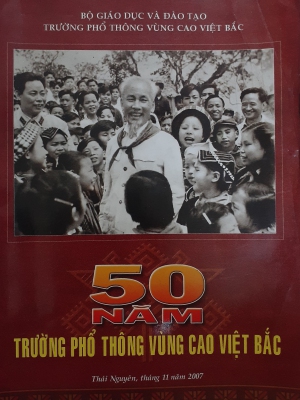 BỘ GIÁO DỤC VÀ ĐÀO TẠO
TRƯỜNG PHỔ THÔNG VÙNG CAO VIỆT BẮC
50
NĂM
TRƯỜNG PHỔ THÔNG VÙNG CAO VIỆT BẮC
Thái Nguyên, tháng 11 năm 2007